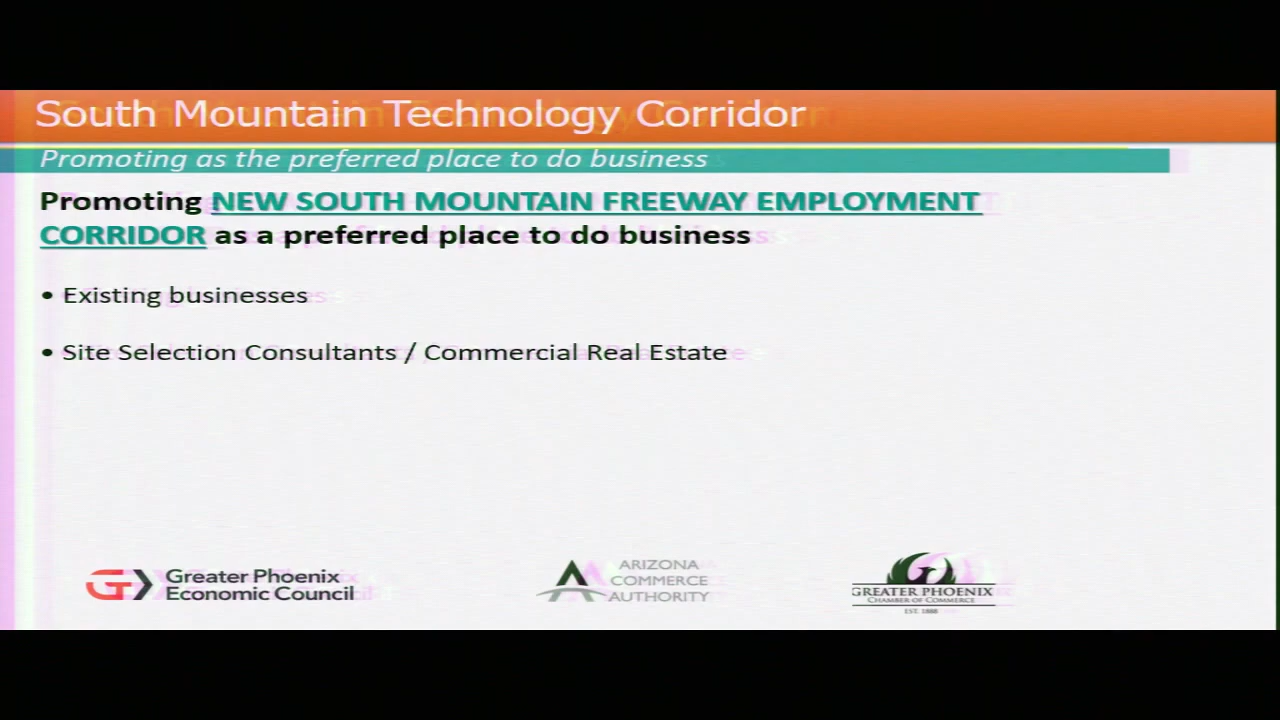 South Mountain Technology Corridor
Promoting as the preferred place to do business
Promoting NEW SOUTH MOUNTAIN FREEWAY EMPLOYMENT
CORRIDOR as a preferred place to do business
• Existing businesses
• Site Selection Consultants / Commercial Real Estate
Greater Phoenix
Economic Council
ARIZONA
COMMERCE
AUTHORITY
GREATER PHOENIX
CHAMBER OF COMMERCE
EST. 1888